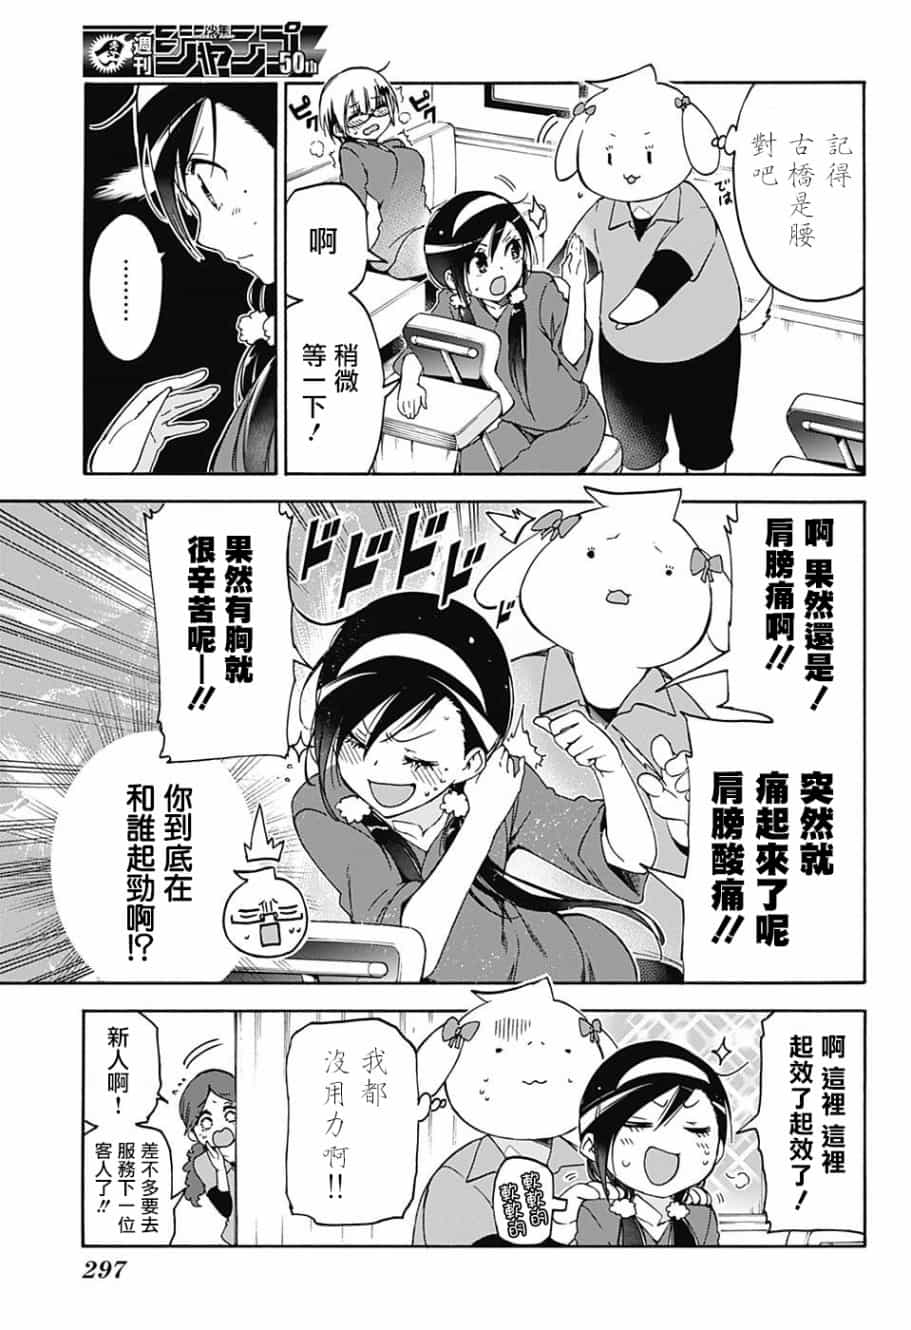 週刊
少年
ジャンプ
50th
記得
古橋是腰
對吧
では
ピク
ピク
啊
稍微
等一下！
………
啊 果然還是！
肩膀痛啊！！
突然就
痛起來了呢
肩膀酸痛！！
ドドドド
果然有胸就
很辛苦呢ー！！
你到底在
和誰起勁啊！？
啊 這裡 這裡
起效了起效了！
軟軟的
軟軟的
我都
沒用力啊！！
新人啊！
差不多要去
服務下一位
客人了！！
297